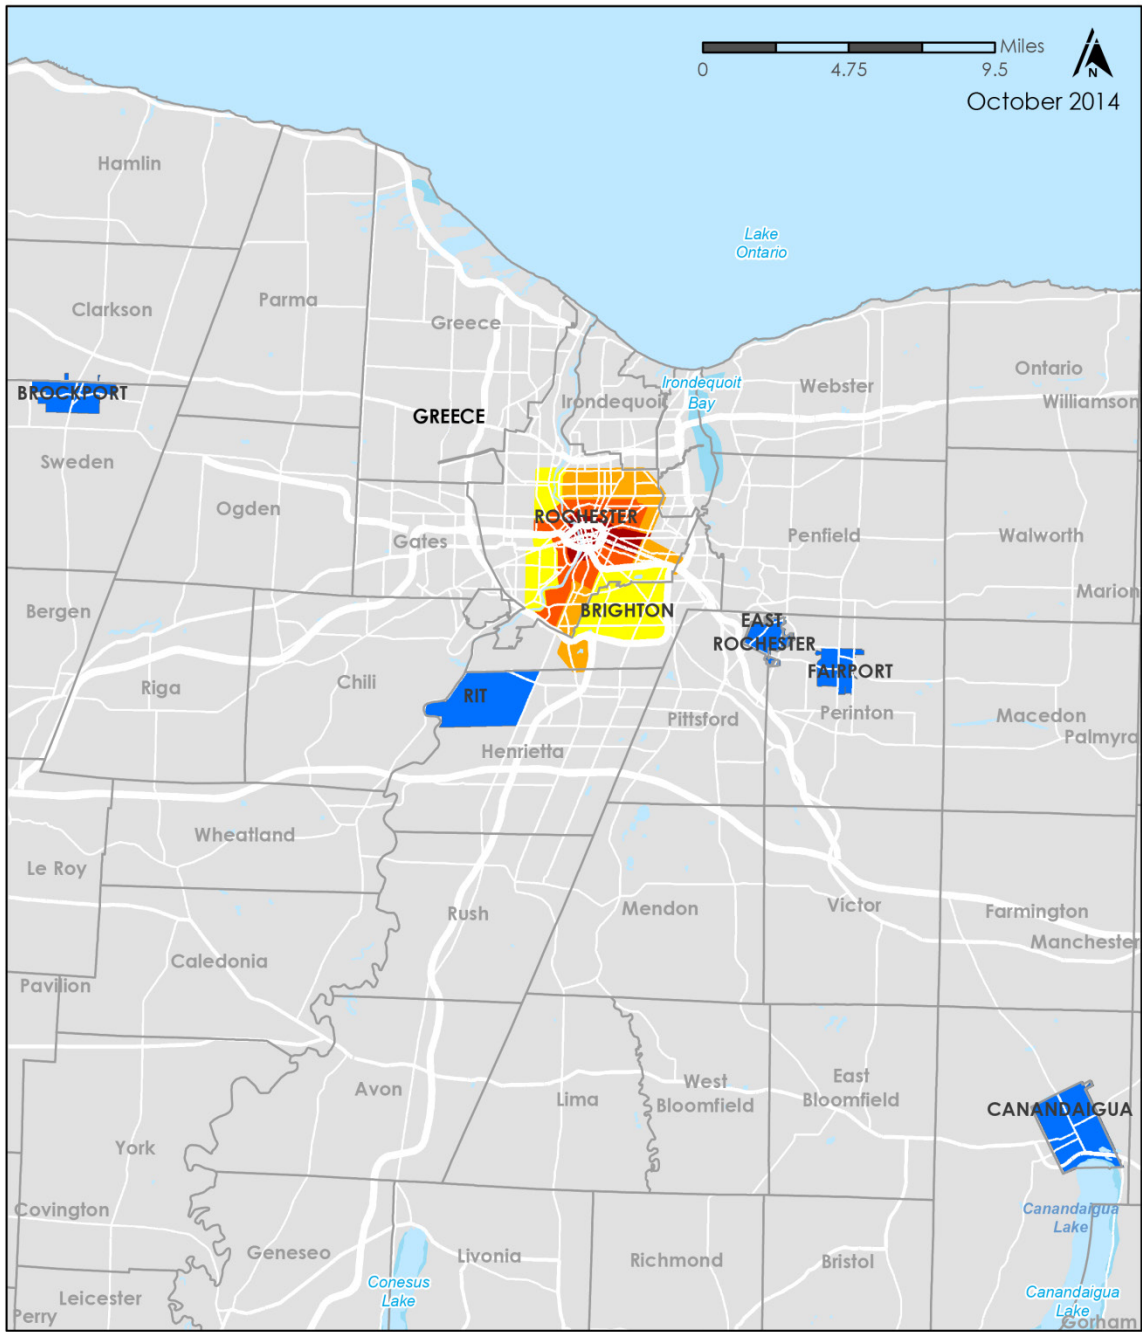 Miles
0 4.75 9.5
N
October 2014
Hamlin
Lake
Ontario
Clarkson
Parma
Greece
BROCKPORT
GREECE
Irondequoit
Irondequoit
Bay
Webster
Ontario
Williamson
Sweden
Ogden
Gates
ROCHESTER
Penfield
Walworth
Marion
Bergen
BRIGHTON
EAST
ROCHESTER
FAIRPORT
Riga
Chili
RIT
Henrietta
Pittsford
Perinton
Macedon
Palmyra
Wheatland
Le Roy
Rush
Mendon
Victor
Farmington
Manchester
Caledonia
Pavilion
Avon
Lima
West
Bloomfield
East
Bloomfield
CANANDAIGUA
York
Covington
Geneseo
Livonia
Richmond
Bristol
Canandaigua
Lake
Conesus
Lake
Canandaigua
Lake
Leicester
Perry
Gorham